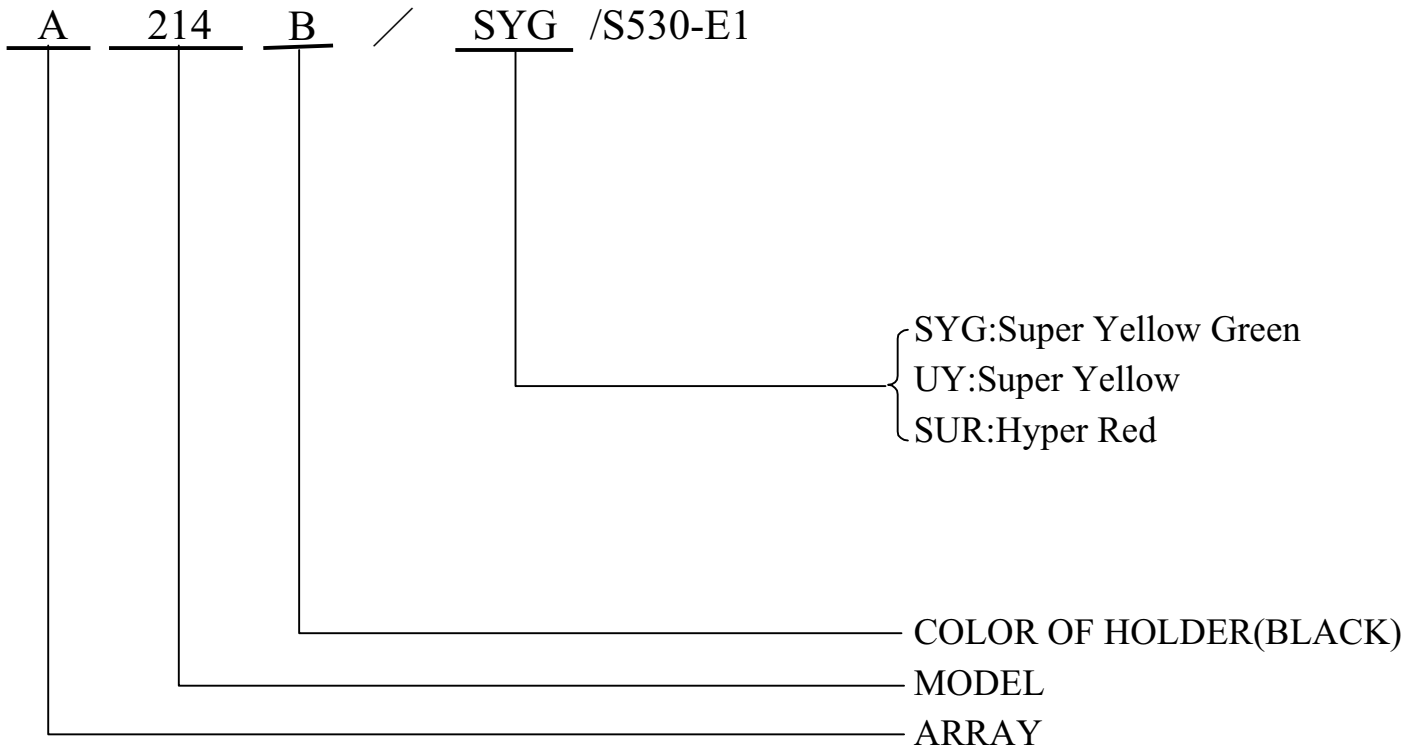 A 214 B / SYG /S530-E1
SYG:Super Yellow Green
UY:Super Yellow
SUR:Hyper Red
COLOR OF HOLDER(BLACK)
MODEL
ARRAY